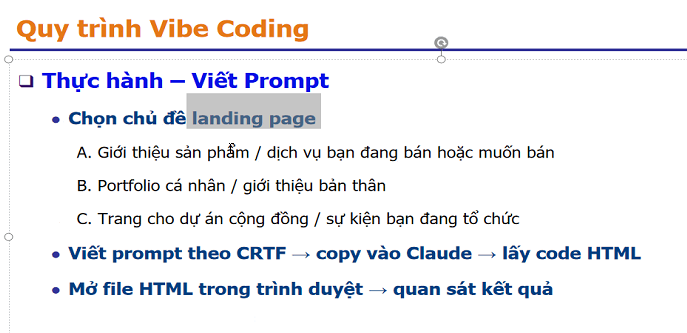 Quy trình Vibe Coding
❑ Thực hành – Viết Prompt
• Chọn chủ đề landing page
A. Giới thiệu sản phẩm / dịch vụ bạn đang bán hoặc muốn bán
B. Portfolio cá nhân / giới thiệu bản thân
C. Trang cho dự án cộng đồng / sự kiện bạn đang tổ chức
• Viết prompt theo CRTF → copy vào Claude → lấy code HTML
• Mở file HTML trong trình duyệt → quan sát kết quả